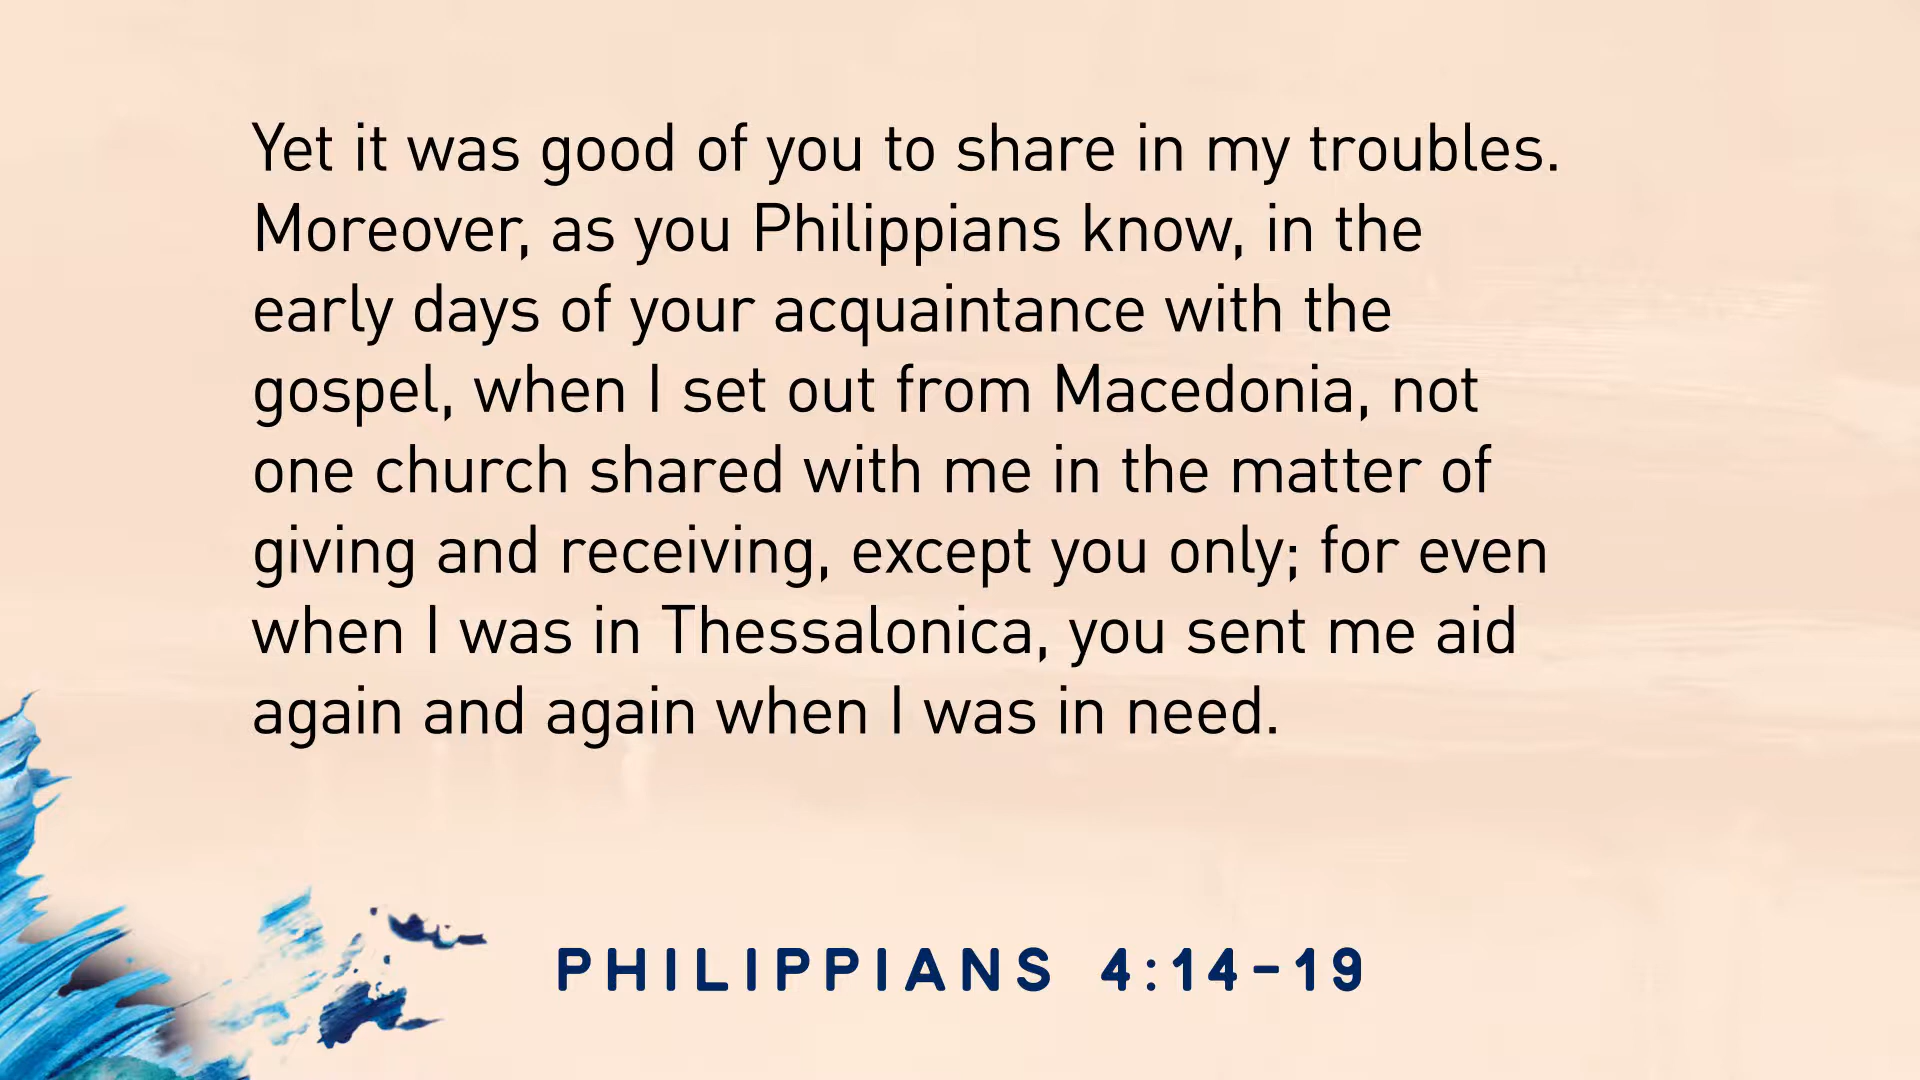 Yet it was good of you to share in my troubles.
Moreover, as you Philippians know, in the
early days of your acquaintance with the
gospel, when I set out from Macedonia, not
one church shared with me in the matter of
giving and receiving, except you only; for even
when I was in Thessalonica, you sent me aid
again and again when I was in need.
PHILIPPIANS 4:14-19